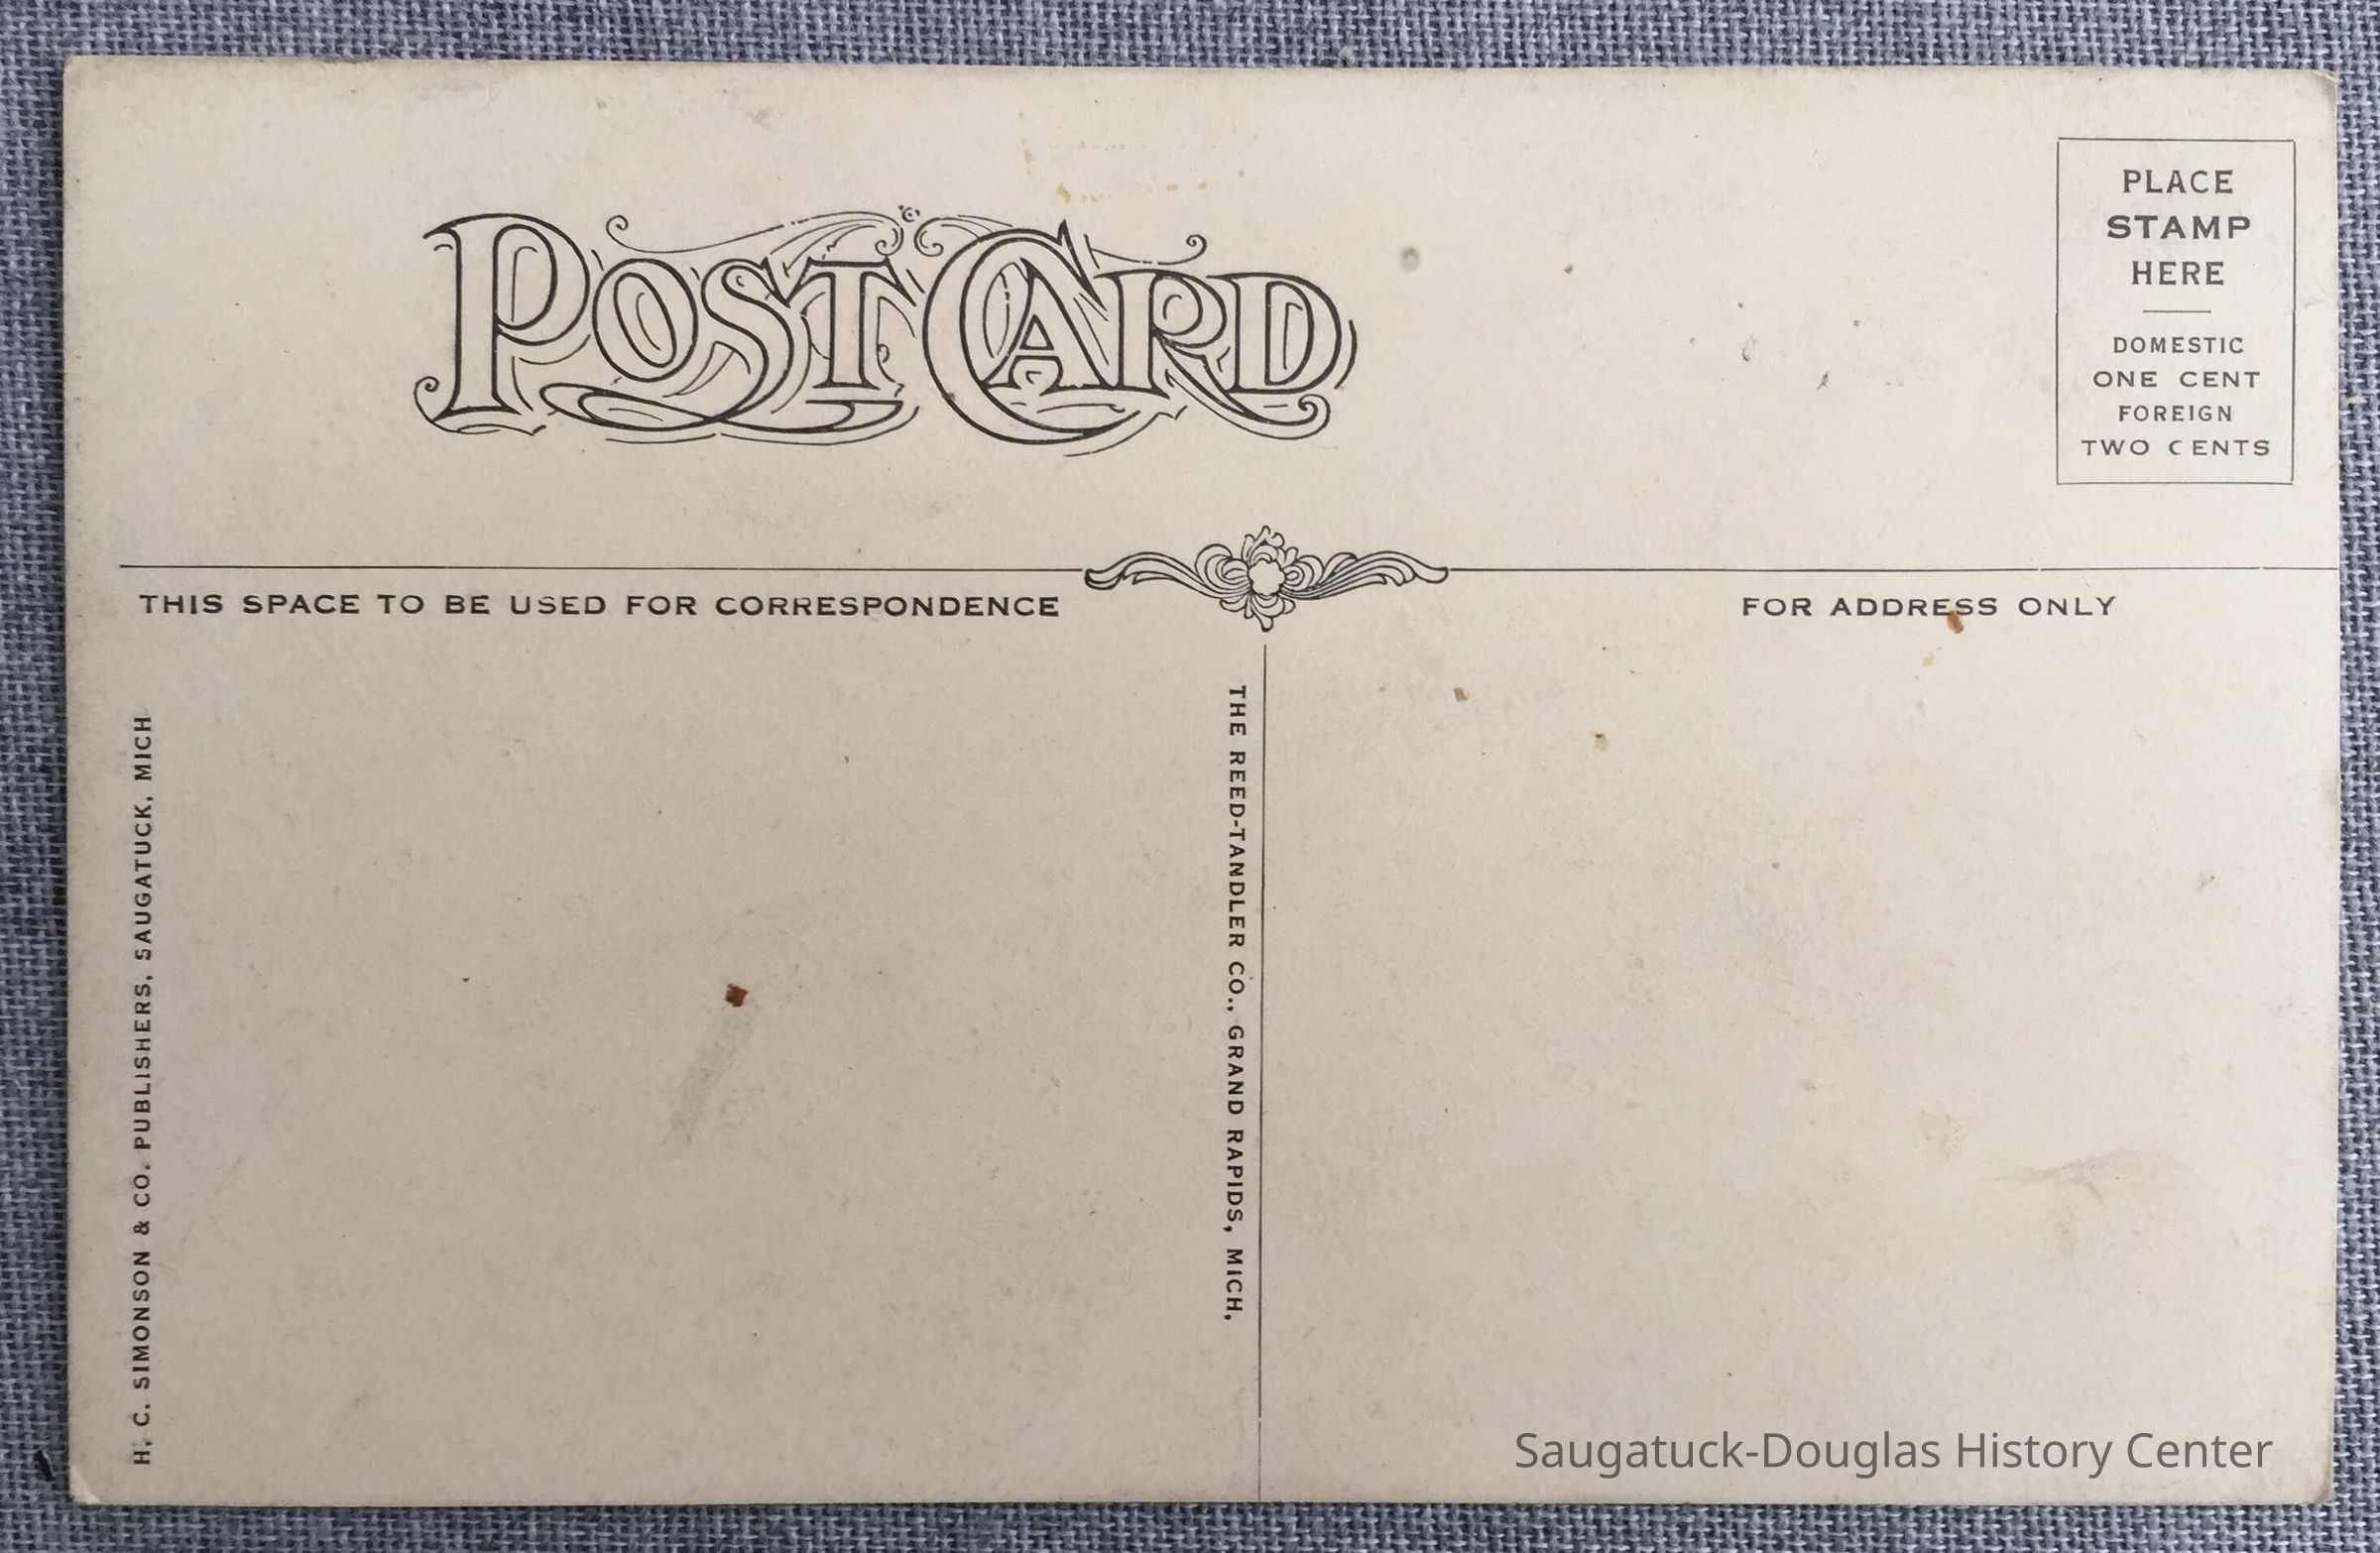 POST CARD
PLACE
STAMP
HERE
DOMESTIC
ONE CENT
FOREIGN
TWO CENTS
THIS SPACE TO BE USED FOR CORRESPONDENCE
FOR ADDRESS ONLY
H. C. SIMONSON & CO. PUBLISHERS, SAUGATUCK, MICH
THE REED-TANDLER CO., GRAND RAPIDS, MICH,
Saugatuck-Douglas History Center